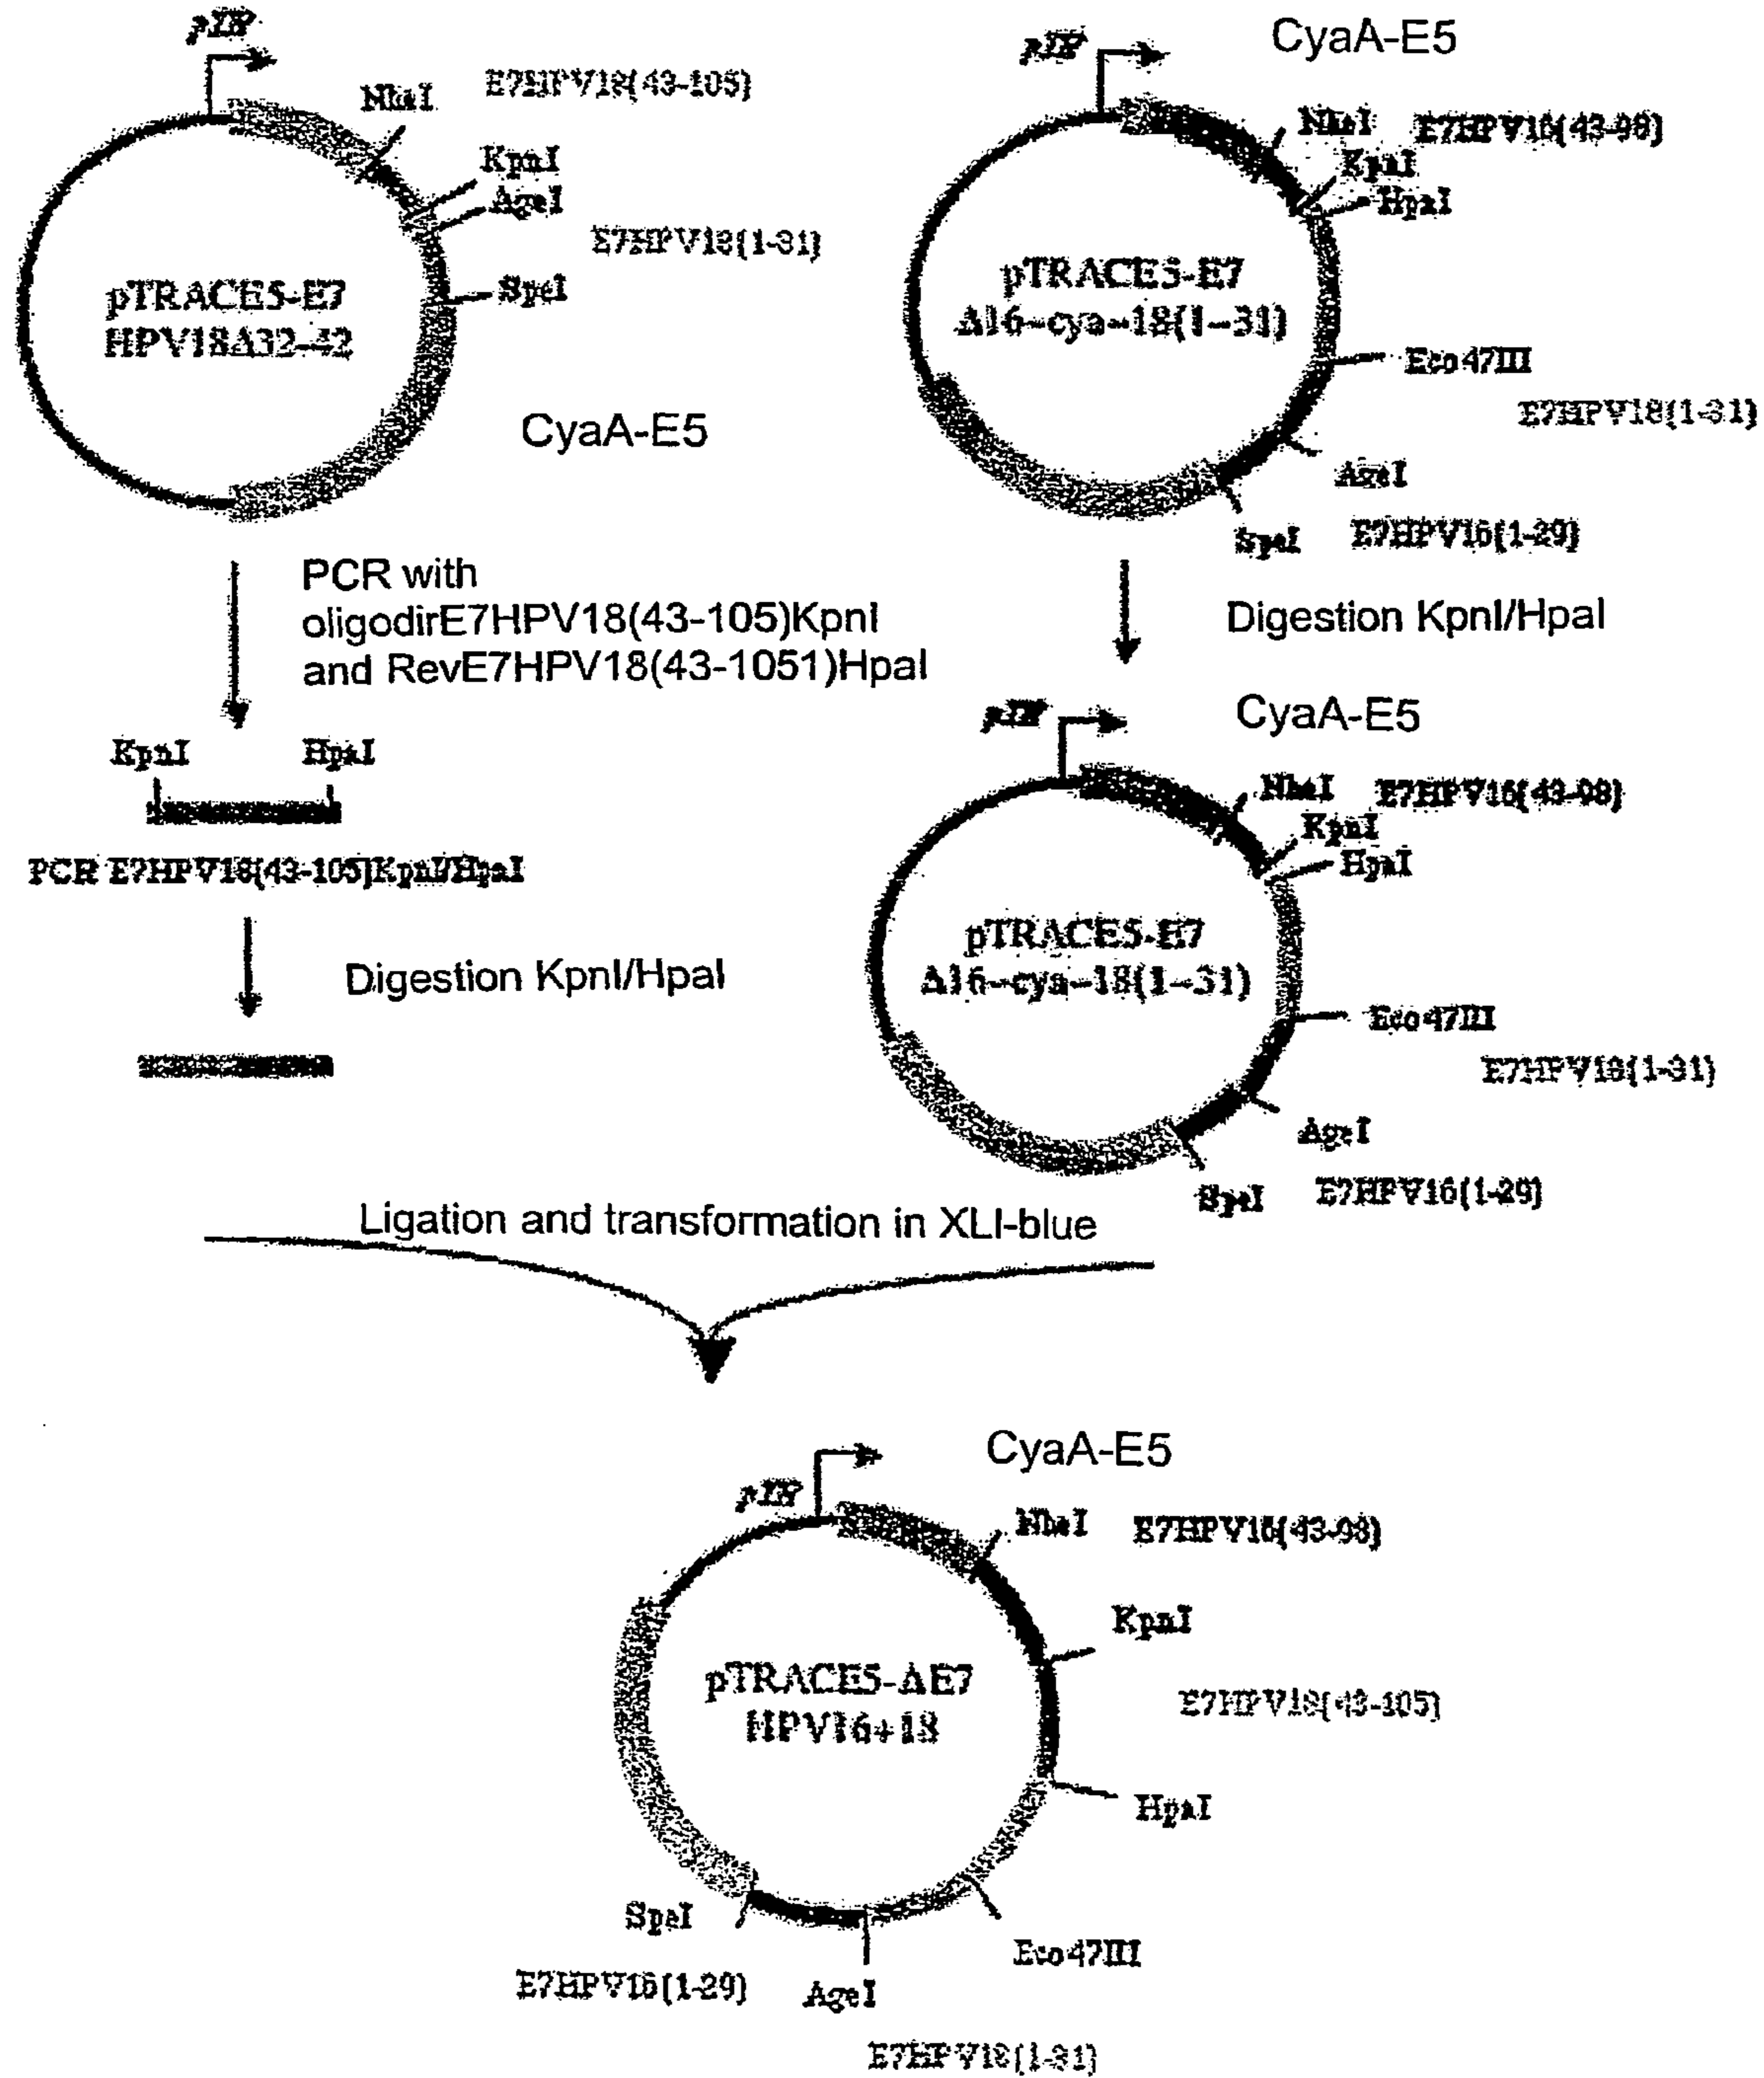 CyaA-E5
NheI
E7HPV18(43-105)
KpnI
AgeI
E7HPV18(1-31)
SpeI
pTRACE5-E7
HPV18Δ32-42
CyaA-E5
NheI
E7HPV16(43-98)
KpnI
HpaI
pTRACE5-E7
Δ16-cya-18(1-31)
Eco47III
E7HPV18(1-31)
AgeI
SpeI
E7HPV16(1-29)
PCR with
oligodirE7HPV18(43-105)KpnI
and RevE7HPV18(43-1051)HpaI
Digestion KpnI/HpaI
KpnI
HpaI
PCR E7HPV18(43-105)KpnI/HpaI
Digestion KpnI/HpaI
CyaA-E5
NheI
E7HPV16(43-98)
KpnI
HpaI
pTRACE5-E7
Δ16-cya-18(1-31)
Eco47III
E7HPV18(1-31)
AgeI
SpeI
E7HPV16(1-29)
Ligation and transformation in XLI-blue
CyaA-E5
NheI
E7HPV16(43-98)
KpnI
E7HPV18(43-105)
pTRACE5-ΔE7
HPV16+18
HpaI
SpeI
Eco47III
E7HPV16(1-29)
AgeI
E7HPV18(1-31)